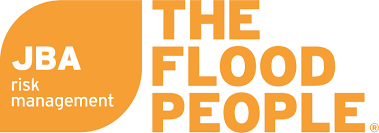 JBA
risk
management
THE
FLOOD
PEOPLE®